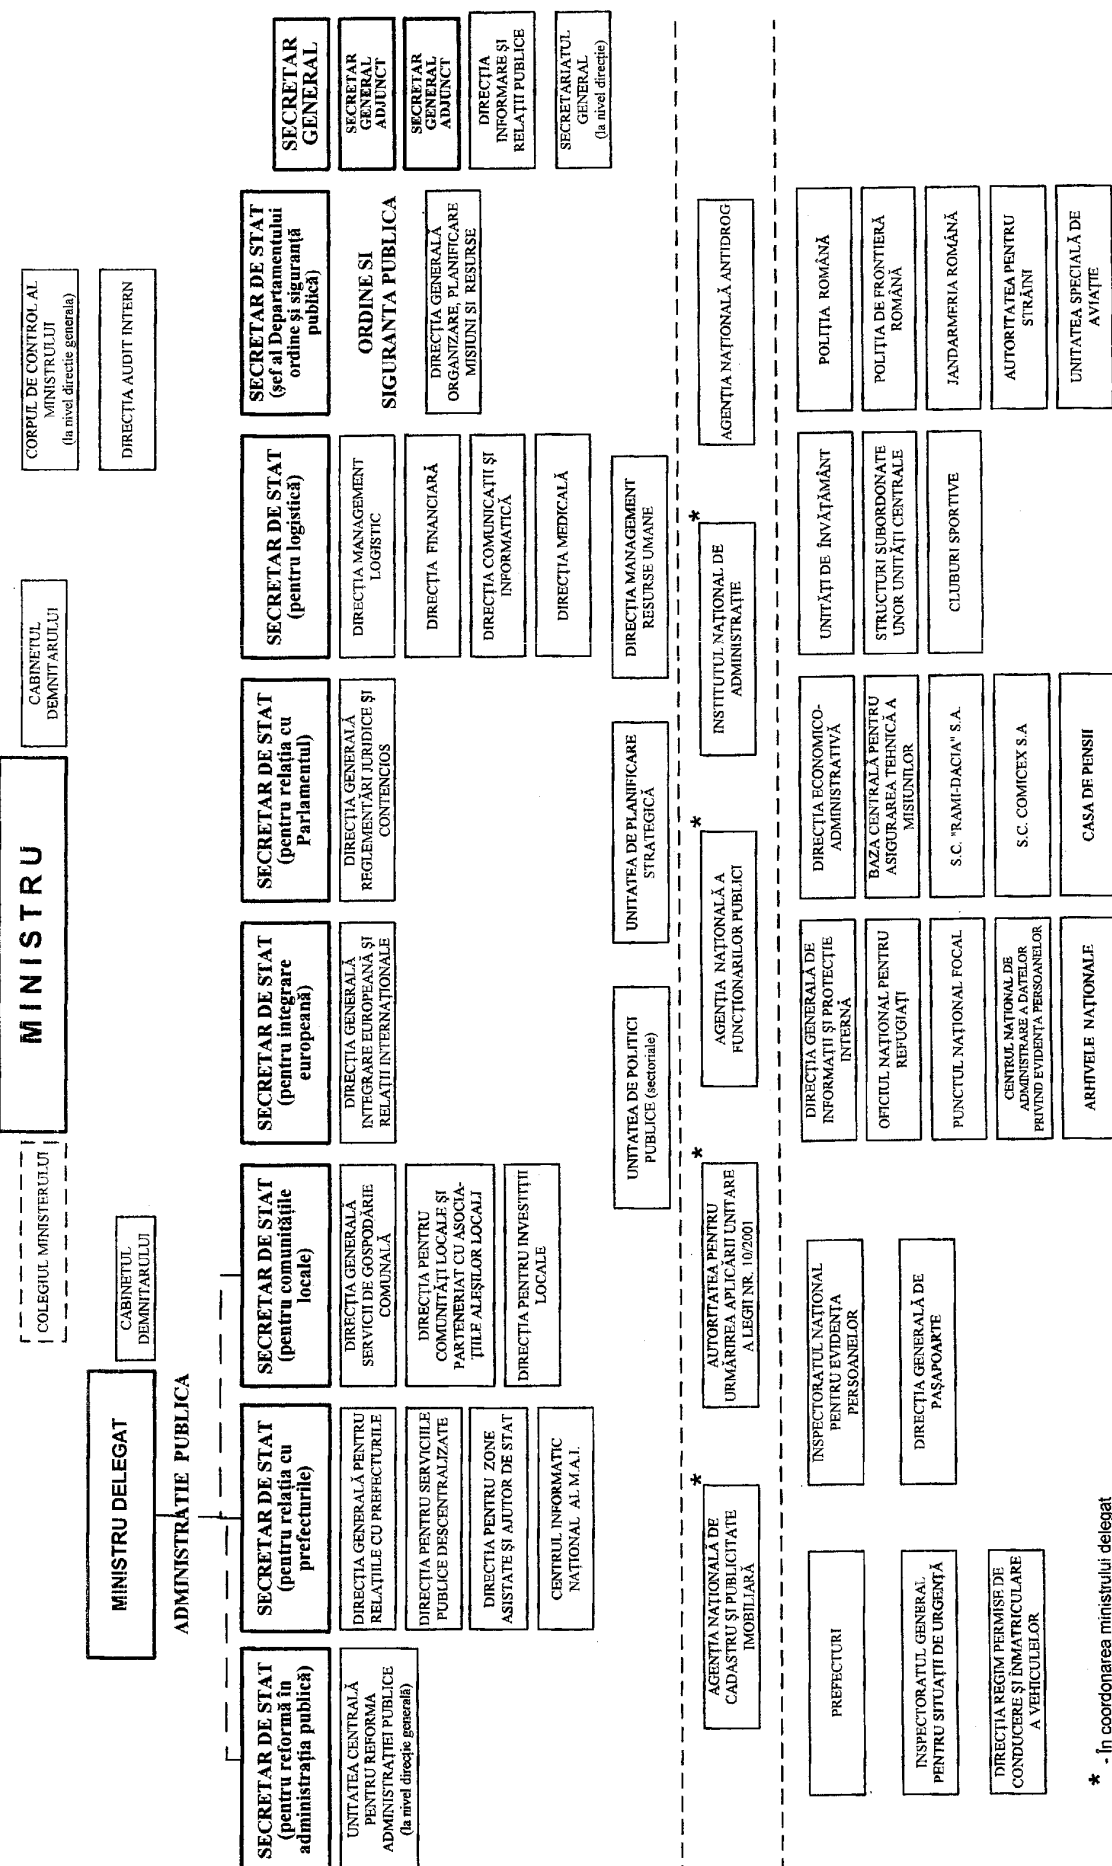 MINISTRU
COLEGIUL MINISTERULUI
CABINETUL
DEMNITARULUI
CORPUL DE CONTROL AL
MINISTRULUI
(la nivel directie generala)
DIRECȚIA AUDIT INTERN
MINISTRU DELEGAT
CABINETUL
DEMNITARULUI
ADMINISTRATIE PUBLICA
SECRETAR DE STAT
(pentru reformă în
administrația publică)
UNITATEA CENTRALĂ
PENTRU REFORMA
ADMINISTRAȚIEI PUBLICE
(la nivel direcție generală)
SECRETAR DE STAT
(pentru relația cu
prefecturile)
DIRECȚIA GENERALĂ PENTRU
RELAȚIILE CU PREFECTURILE
DIRECȚIA PENTRU SERVICIILE
PUBLICE DESCENTRALIZATE
DIRECȚIA PENTRU ZONE
ASISTATE ȘI AJUTOR DE STAT
CENTRUL INFORMATIC
NAȚIONAL AL M.A.I.
SECRETAR DE STAT
(pentru comunitățile
locale)
DIRECȚIA GENERALĂ
SERVICII DE GOSPODĂRIE
COMUNALĂ
DIRECȚIA PENTRU
COMUNITĂȚI LOCALE ȘI
PARTENERIAT CU ASOCIA-
ȚIILE ALEȘILOR LOCALI
DIRECȚIA PENTRU INVESTIȚII
LOCALE
SECRETAR DE STAT
(pentru integrare
europeană)
DIRECȚIA GENERALĂ
INTEGRARE EUROPEANĂ ȘI
RELAȚII INTERNAȚIONALE
SECRETAR DE STAT
(pentru relația cu
Parlamentul)
DIRECȚIA GENERALĂ
REGLEMENTĂRI JURIDICE ȘI
CONTENCIOS
SECRETAR DE STAT
(pentru logistică)
DIRECȚIA MANAGEMENT
LOGISTIC
DIRECȚIA FINANCIARĂ
DIRECȚIA COMUNICAȚII ȘI
INFORMATICĂ
DIRECȚIA MEDICALĂ
SECRETAR DE STAT
(șef al Departamentului
ordine și siguranță
publică)
ORDINE SI
SIGURANTA PUBLICA
DIRECȚIA GENERALĂ
ORGANIZARE, PLANIFICARE
MISIUNI SI RESURSE
SECRETAR
GENERAL
SECRETAR
GENERAL
ADJUNCT
SECRETAR
GENERAL
ADJUNCT
DIRECȚIA
INFORMARE ȘI
RELAȚII PUBLICE
SECRETARIATUL
GENERAL
(la nivel direcție)
UNITATEA DE POLITICI
PUBLICE (sectoriale)
UNITATEA DE PLANIFICARE
STRATEGICĂ
DIRECȚIA MANAGEMENT
RESURSE UMANE
*
AGENȚIA NAȚIONALĂ DE
CADASTRU ȘI PUBLICITATE
IMOBILIARĂ
*
AUTORITATEA PENTRU
URMĂRIREA APLICĂRII UNITARE
A LEGII NR. 10/2001
*
AGENȚIA NAȚIONALĂ A
FUNCȚIONARILOR PUBLICI
*
INSTITUTUL NAȚIONAL DE
ADMINISTRAȚIE
AGENȚIA NAȚIONALĂ ANTIDROG
PREFECTURI
INSPECTORATUL GENERAL
PENTRU SITUAȚII DE URGENȚĂ
DIRECȚIA REGIM PERMISE DE
CONDUCERE ȘI ÎNMATRICULARE
A VEHICULELOR
INSPECTORATUL NAȚIONAL
PENTRU EVIDENȚA
PERSOANELOR
DIRECȚIA GENERALĂ DE
PAȘAPOARTE
DIRECȚIA GENERALĂ DE
INFORMAȚII ȘI PROTECȚIE
INTERNĂ
OFICIUL NAȚIONAL PENTRU
REFUGIAȚI
PUNCTUL NAȚIONAL FOCAL
CENTRUL NAȚIONAL DE
ADMINISTRARE A DATELOR
PRIVIND EVIDENȚA PERSOANELOR
ARHIVELE NAȚIONALE
DIRECȚIA ECONOMICO-
ADMINISTRATIVĂ
BAZA CENTRALĂ PENTRU
ASIGURAREA TEHNICĂ A
MISIUNILOR
S.C. "RAMI-DACIA" S.A.
S.C. COMICEX S.A
CASA DE PENSII
UNITĂȚI DE ÎNVĂȚĂMÂNT
STRUCTURI SUBORDONATE
UNOR UNITĂȚI CENTRALE
CLUBURI SPORTIVE
POLIȚIA ROMÂNĂ
POLIȚIA DE FRONTIERĂ
ROMÂNĂ
JANDARMERIA ROMÂNĂ
AUTORITATEA PENTRU
STRĂINI
UNITATEA SPECIALĂ DE
AVIAȚIE
* - În coordonarea ministrului delegat